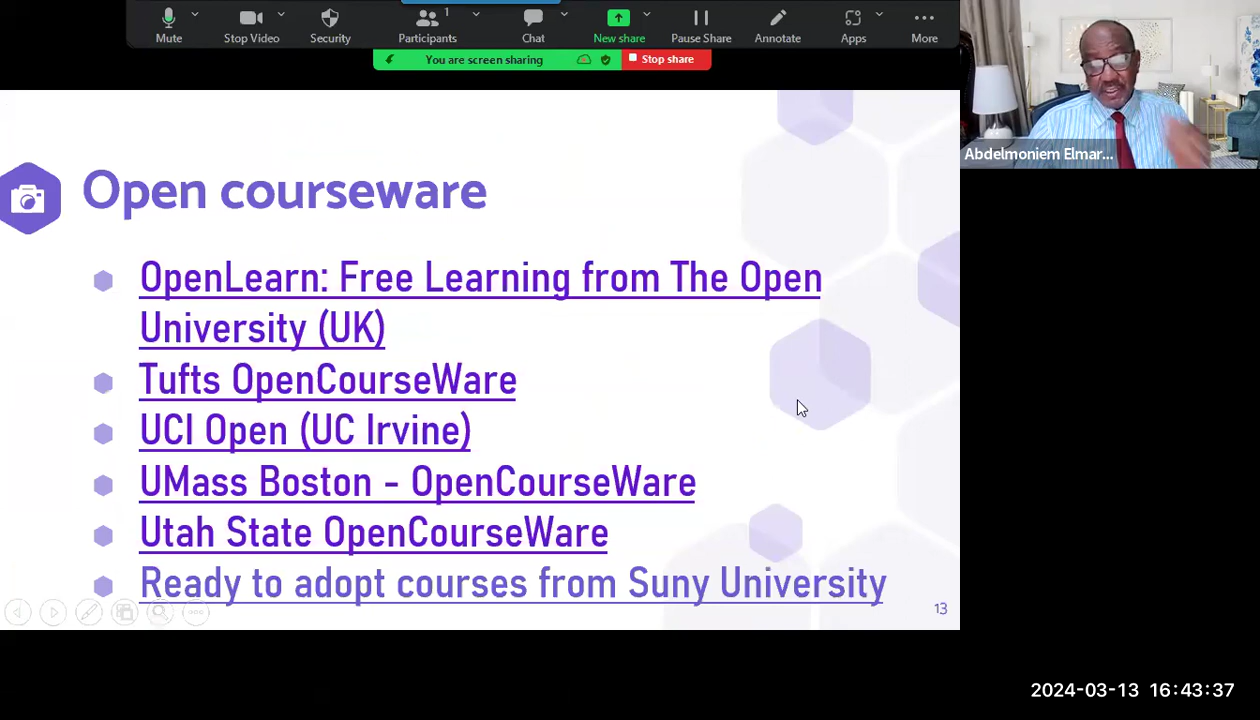 1
Mute
Stop Video
Security
Participants
Chat
New share
Pause Share
Annotate
Apps
More
You are screen sharing
Stop share
Abdelmoniem Elmar...
Open courseware
OpenLearn: Free Learning from The Open
University (UK)
Tufts OpenCourseWare
UCI Open (UC Irvine)
UMass Boston - OpenCourseWare
Utah State OpenCourseWare
Ready to adopt courses from Suny University
13
2024-03-13 16:43:37